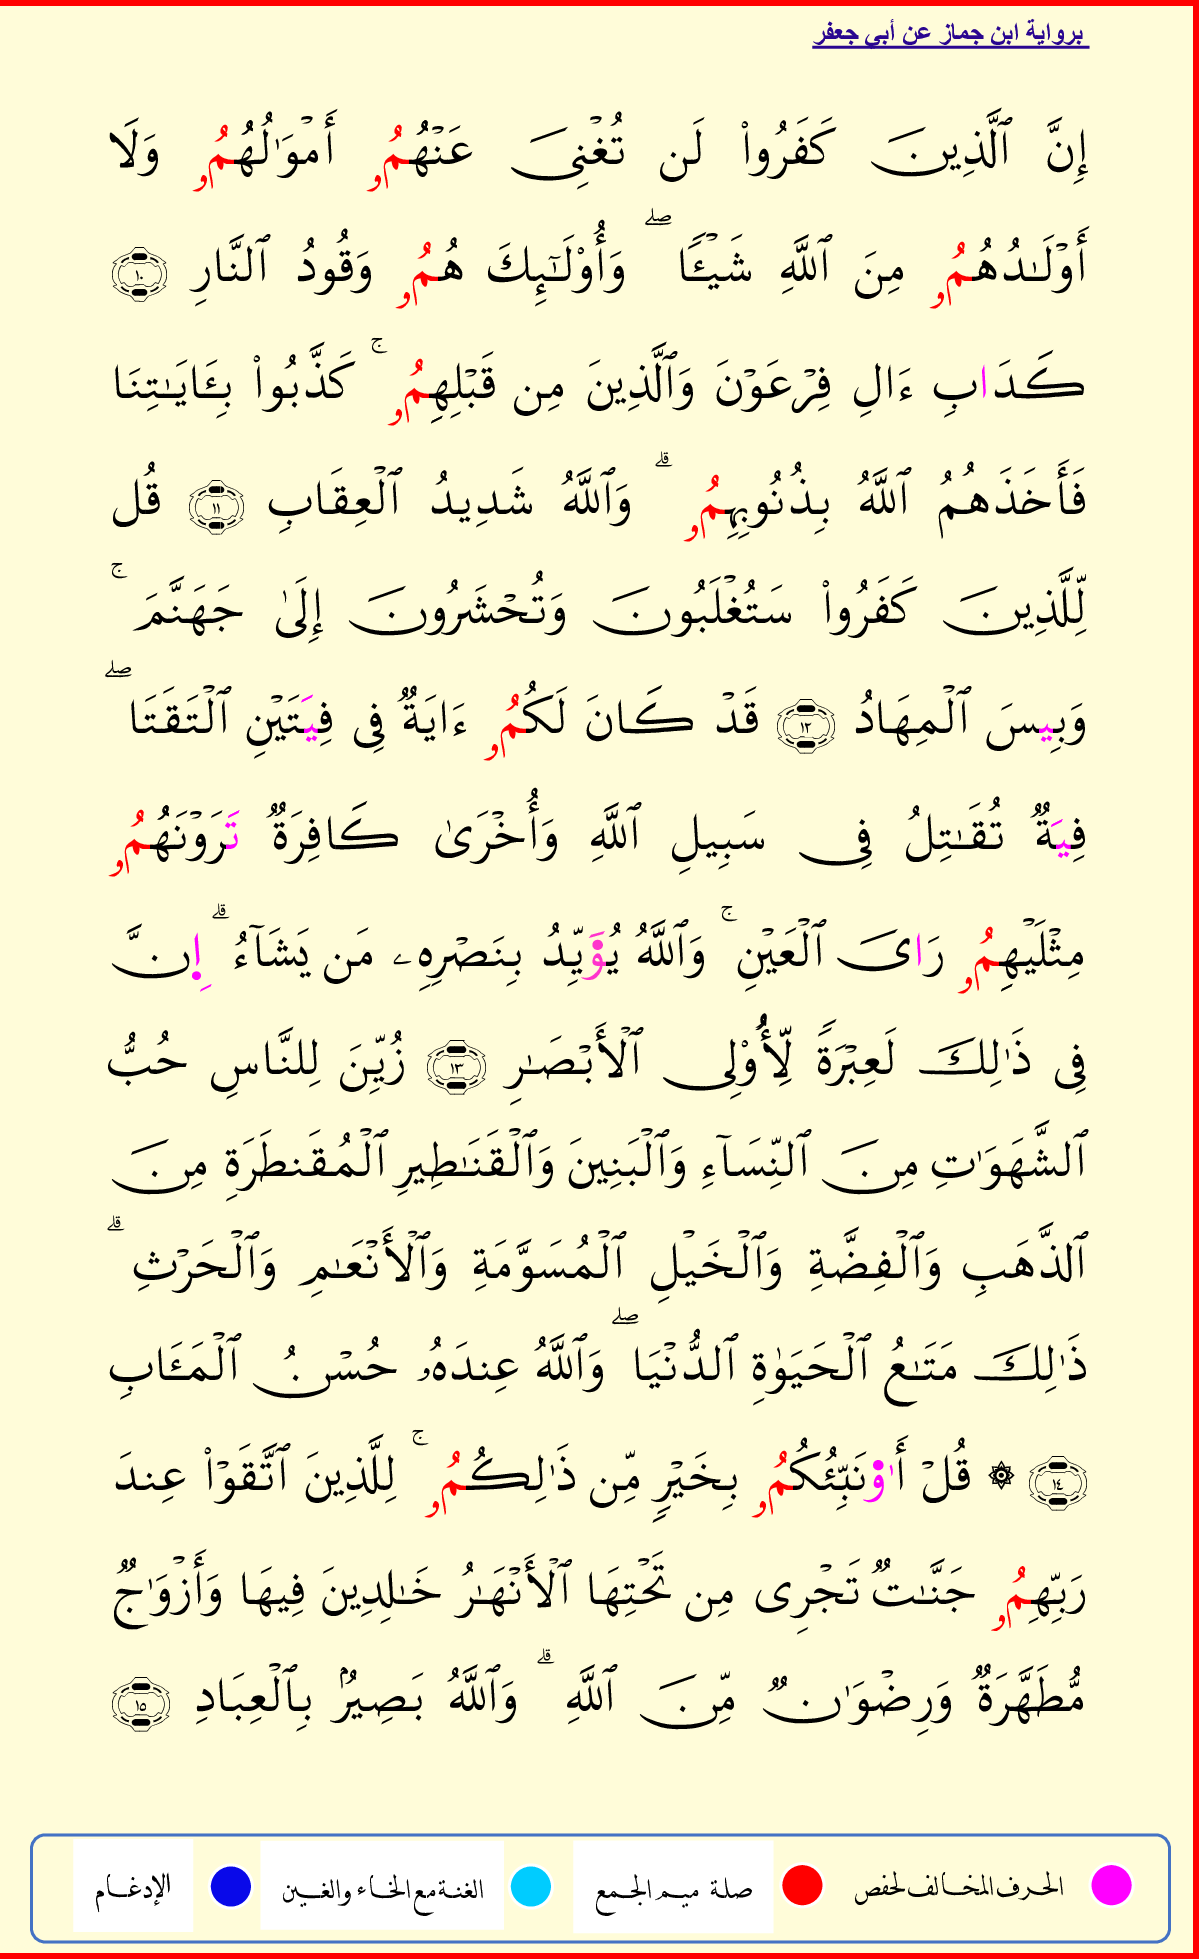 برواية ابن جماز عن أبي جعفر
إِنَّ ٱلَّذِينَ كَفَرُواْ لَن تُغۡنِيَ عَنۡهُمُۥ أَمۡوَٰلُهُمُۥ وَلَآ
أَوۡلَٰدُهُمُۥ مِنَ ٱللَّهِ شَيۡـًٔاۖ وَأُوْلَٰٓئِكَ هُمُۥ وَقُودُ ٱلنَّارِ ١٠
كَدَابِ ءَالِ فِرۡعَوۡنَ وَٱلَّذِينَ مِن قَبۡلِهِمُۥۚ كَذَّبُواْ بِـَٔايَٰتِنَا
فَأَخَذَهُمُ ٱللَّهُ بِذُنُوبِهِمُۥۗ وَٱللَّهُ شَدِيدُ ٱلۡعِقَابِ ١١ قُل
لِّلَّذِينَ كَفَرُواْ سَتُغۡلَبُونَ وَتُحۡشَرُونَ إِلَىٰ جَهَنَّمَۚ
وَبِيسَ ٱلۡمِهَادُ ١٢ قَدۡ كَانَ لَكُمُۥ ءَايَةٞ فِي فِيَتَيۡنِ ٱلۡتَقَتَاۖ
فِيَةٞ تُقَٰتِلُ فِي سَبِيلِ ٱللَّهِ وَأُخۡرَىٰ كَافِرَةٞ تَرَوۡنَهُمُۥ
مِثۡلَيۡهِمُۥ رَايَ ٱلۡعَيۡنِۚ وَٱللَّهُ يُؤَيِّدُ بِنَصۡرِهِۦ مَن يَشَآءُۗ اِنَّ
فِي ذَٰلِكَ لَعِبۡرَةٗ لِّأُوْلِي ٱلۡأَبۡصَٰرِ ١٣ زُيِّنَ لِلنَّاسِ حُبُّ
ٱلشَّهَوَٰتِ مِنَ ٱلنِّسَآءِ وَٱلۡبَنِينَ وَٱلۡقَنَٰطِيرِ ٱلۡمُقَنطَرَةِ مِنَ
ٱلذَّهَبِ وَٱلۡفِضَّةِ وَٱلۡخَيۡلِ ٱلۡمُسَوَّمَةِ وَٱلۡأَنۡعَٰمِ وَٱلۡحَرۡثِۗ
ذَٰلِكَ مَتَٰعُ ٱلۡحَيَوٰةِ ٱلدُّنۡيَاۖ وَٱللَّهُ عِندَهُۥ حُسۡنُ ٱلۡمَـَٔابِ
١٤ ۞ قُلۡ أَا۬وُ۬نَبِّئُكُمُۥ بِخَيۡرٖ مِّن ذَٰلِكُمُۥۚ لِلَّذِينَ ٱتَّقَوۡاْ عِندَ
رَبِّهِمُۥ جَنَّٰتٞ تَجۡرِي مِن تَحۡتِهَا ٱلۡأَنۡهَٰرُ خَٰلِدِينَ فِيهَا وَأَزۡوَٰجٞ
مُّطَهَّرَةٞ وَرِضۡوَٰنٞ مِّنَ ٱللَّهِۗ وَٱللَّهُ بَصِيرُۢ بِٱلۡعِبَادِ ١٥
الحرف المخالف لحفص صلة ميم الجمع الغنة مع الخاء والغين الإدغام